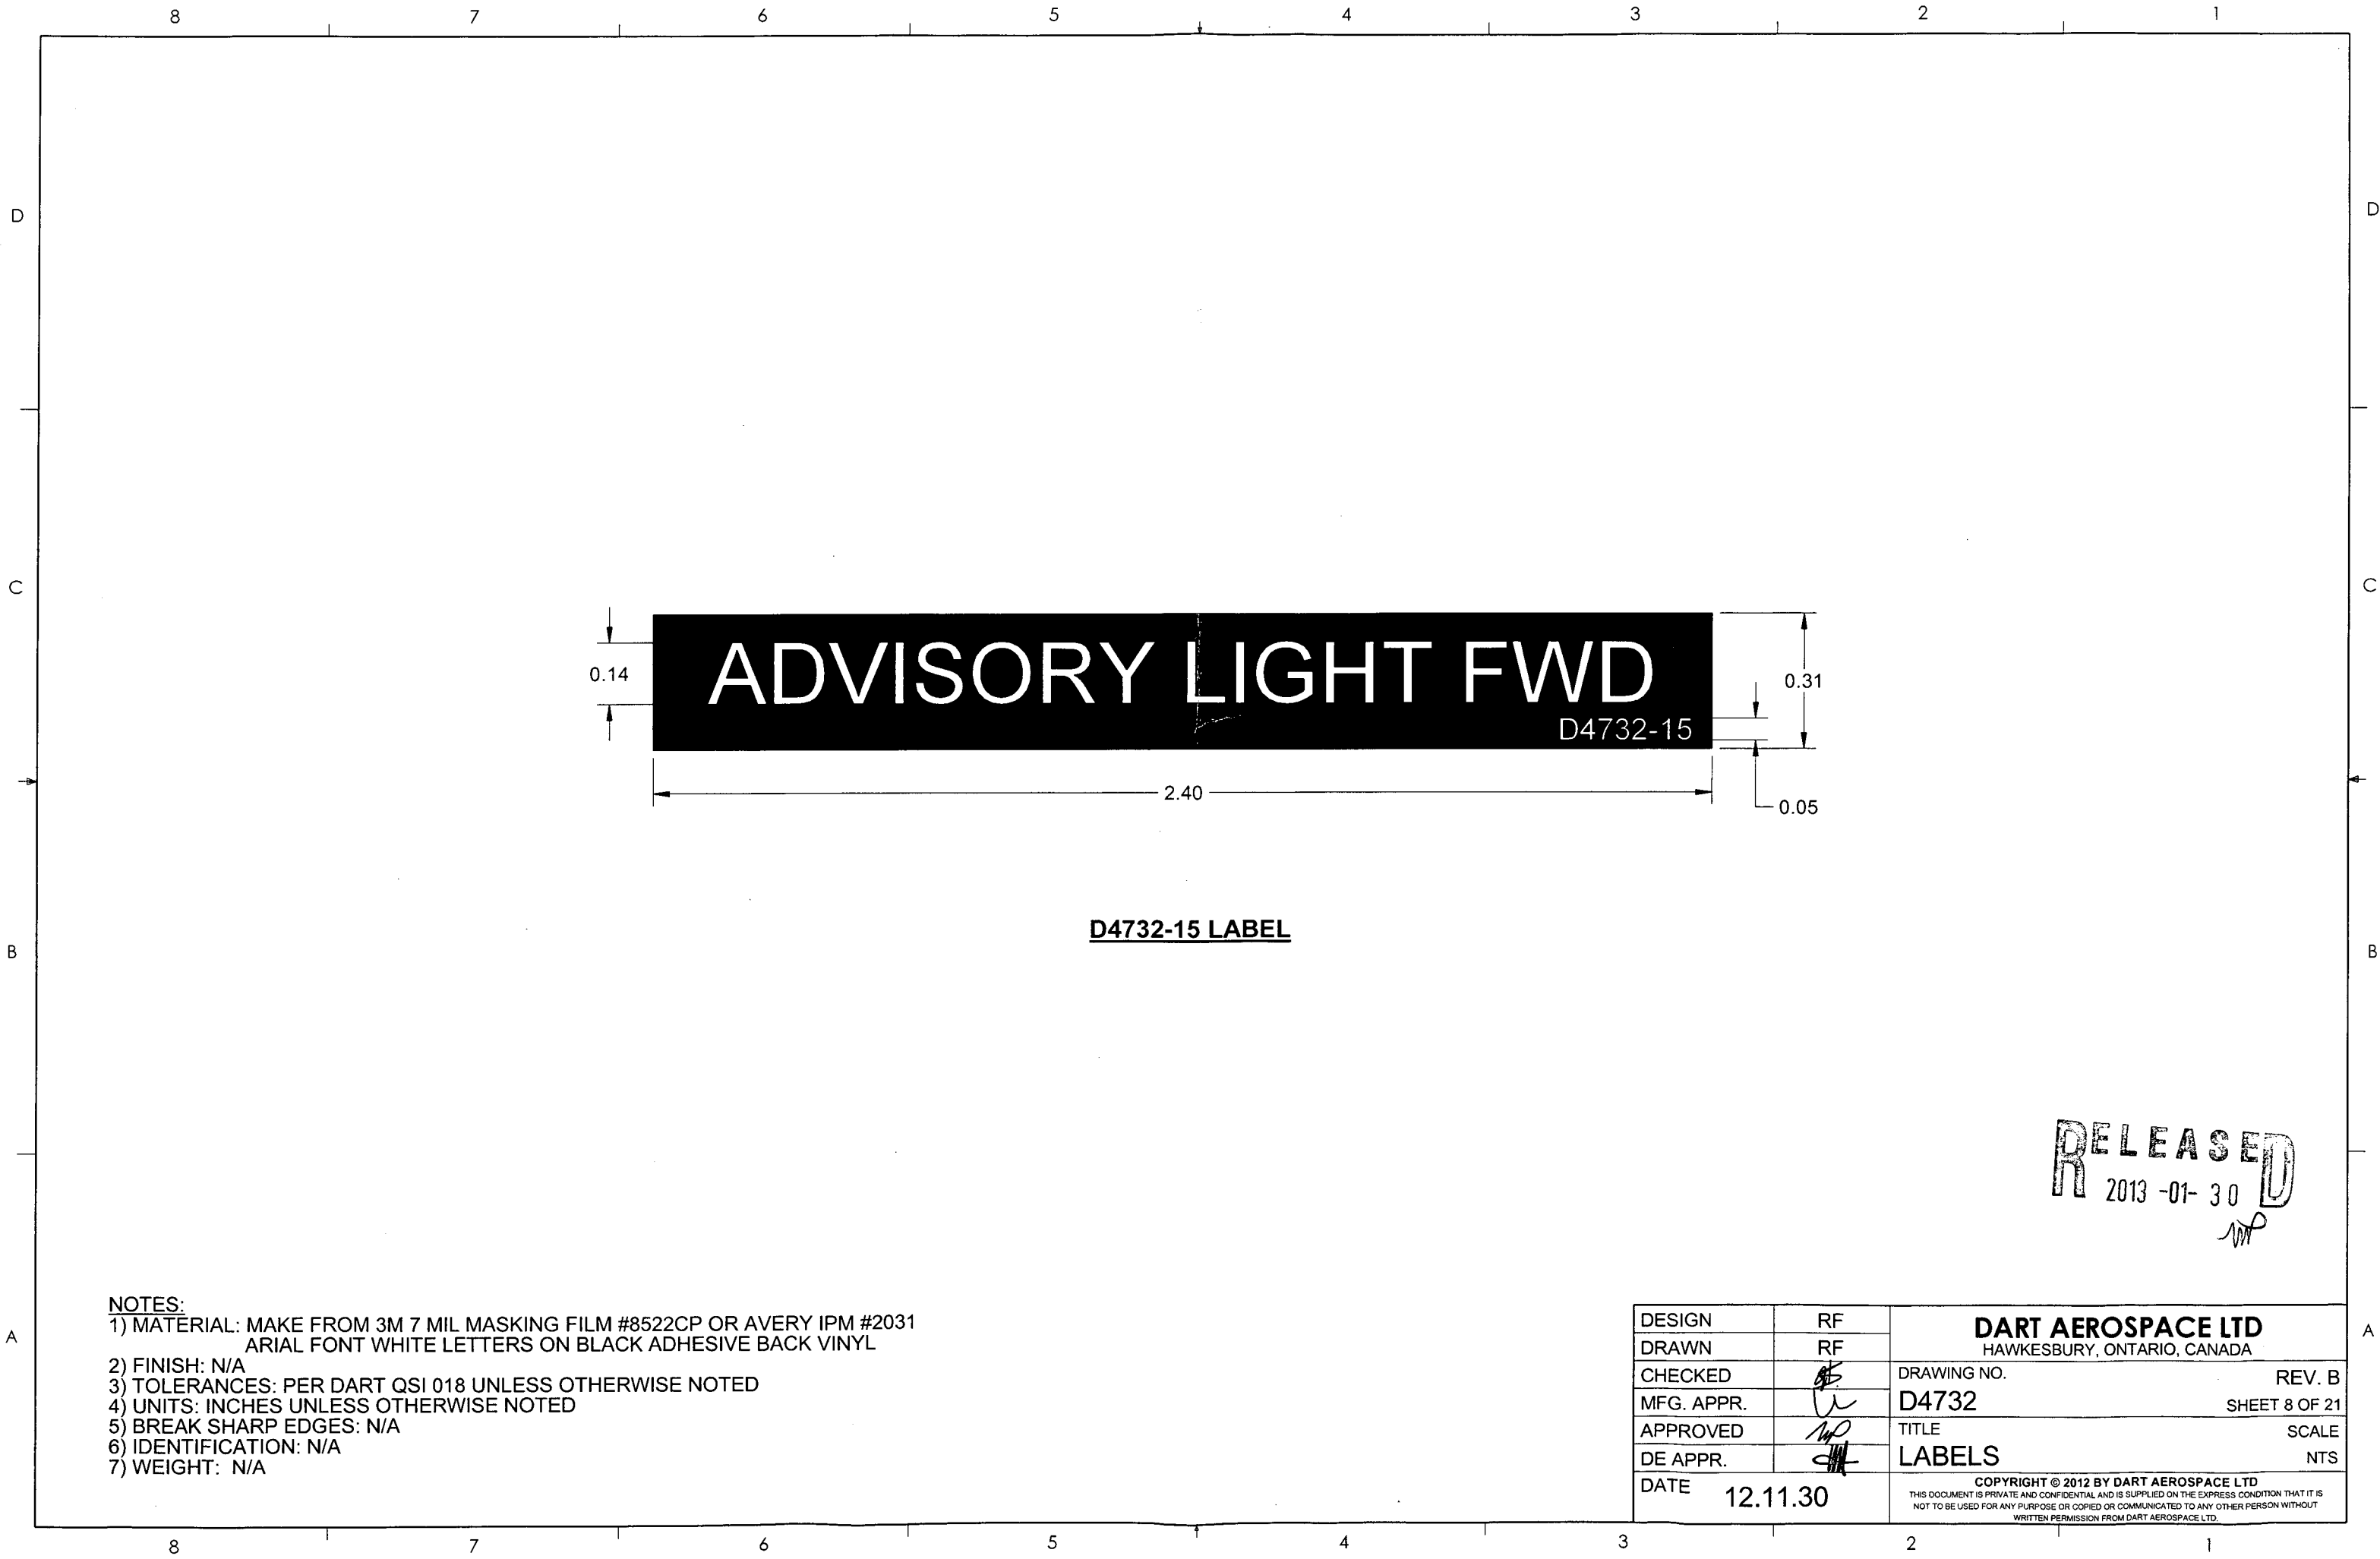 8 7 6 5 4 3 2 1
D D
C C
ADVISORY LIGHT FWD
D4732-15
0.14
0.31
0.05
2.40
D4732-15 LABEL
B B
RELEASED
2013 -01- 30
NOTES:
1) MATERIAL: MAKE FROM 3M 7 MIL MASKING FILM #8522CP OR AVERY IPM #2031
ARIAL FONT WHITE LETTERS ON BLACK ADHESIVE BACK VINYL
2) FINISH: N/A
3) TOLERANCES: PER DART QSI 018 UNLESS OTHERWISE NOTED
4) UNITS: INCHES UNLESS OTHERWISE NOTED
5) BREAK SHARP EDGES: N/A
6) IDENTIFICATION: N/A
7) WEIGHT: N/A
A A
DESIGN RF
DRAWN RF
CHECKED
MFG. APPR.
APPROVED
DE APPR.
DATE 12.11.30
DART AEROSPACE LTD
HAWKESBURY, ONTARIO, CANADA
DRAWING NO. REV. B
D4732 SHEET 8 OF 21
TITLE SCALE
LABELS NTS
COPYRIGHT © 2012 BY DART AEROSPACE LTD
THIS DOCUMENT IS PRIVATE AND CONFIDENTIAL AND IS SUPPLIED ON THE EXPRESS CONDITION THAT IT IS
NOT TO BE USED FOR ANY PURPOSE OR COPIED OR COMMUNICATED TO ANY OTHER PERSON WITHOUT
WRITTEN PERMISSION FROM DART AEROSPACE LTD.
8 7 6 5 4 3 2 1